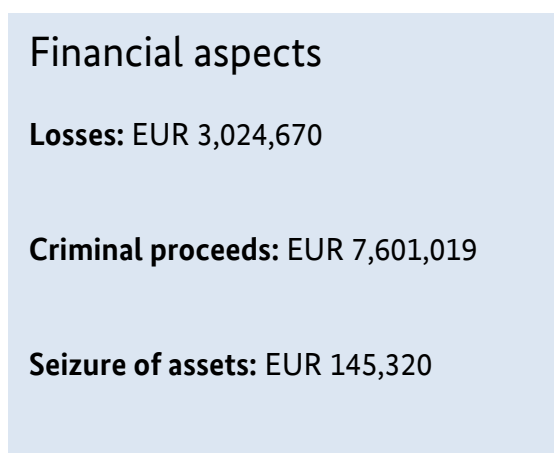 Financial aspects
Losses: EUR 3,024,670
Criminal proceeds: EUR 7,601,019
Seizure of assets: EUR 145,320